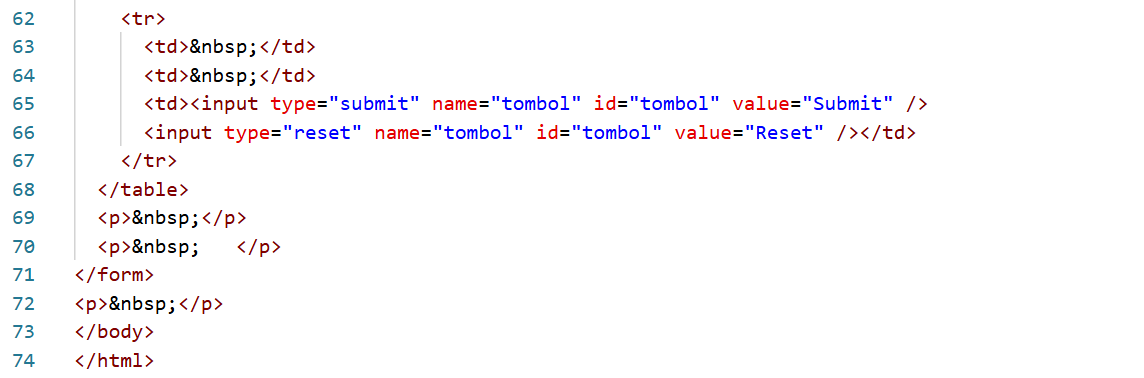 62 <tr>
63 <td>&nbsp;</td>
64 <td>&nbsp;</td>
65 <td><input type="submit" name="tombol" id="tombol" value="Submit" />
66 <input type="reset" name="tombol" id="tombol" value="Reset" /></td>
67 </tr>
68 </table>
69 <p>&nbsp;</p>
70 <p>&nbsp;   </p>
71 </form>
72 <p>&nbsp;</p>
73 </body>
74 </html>